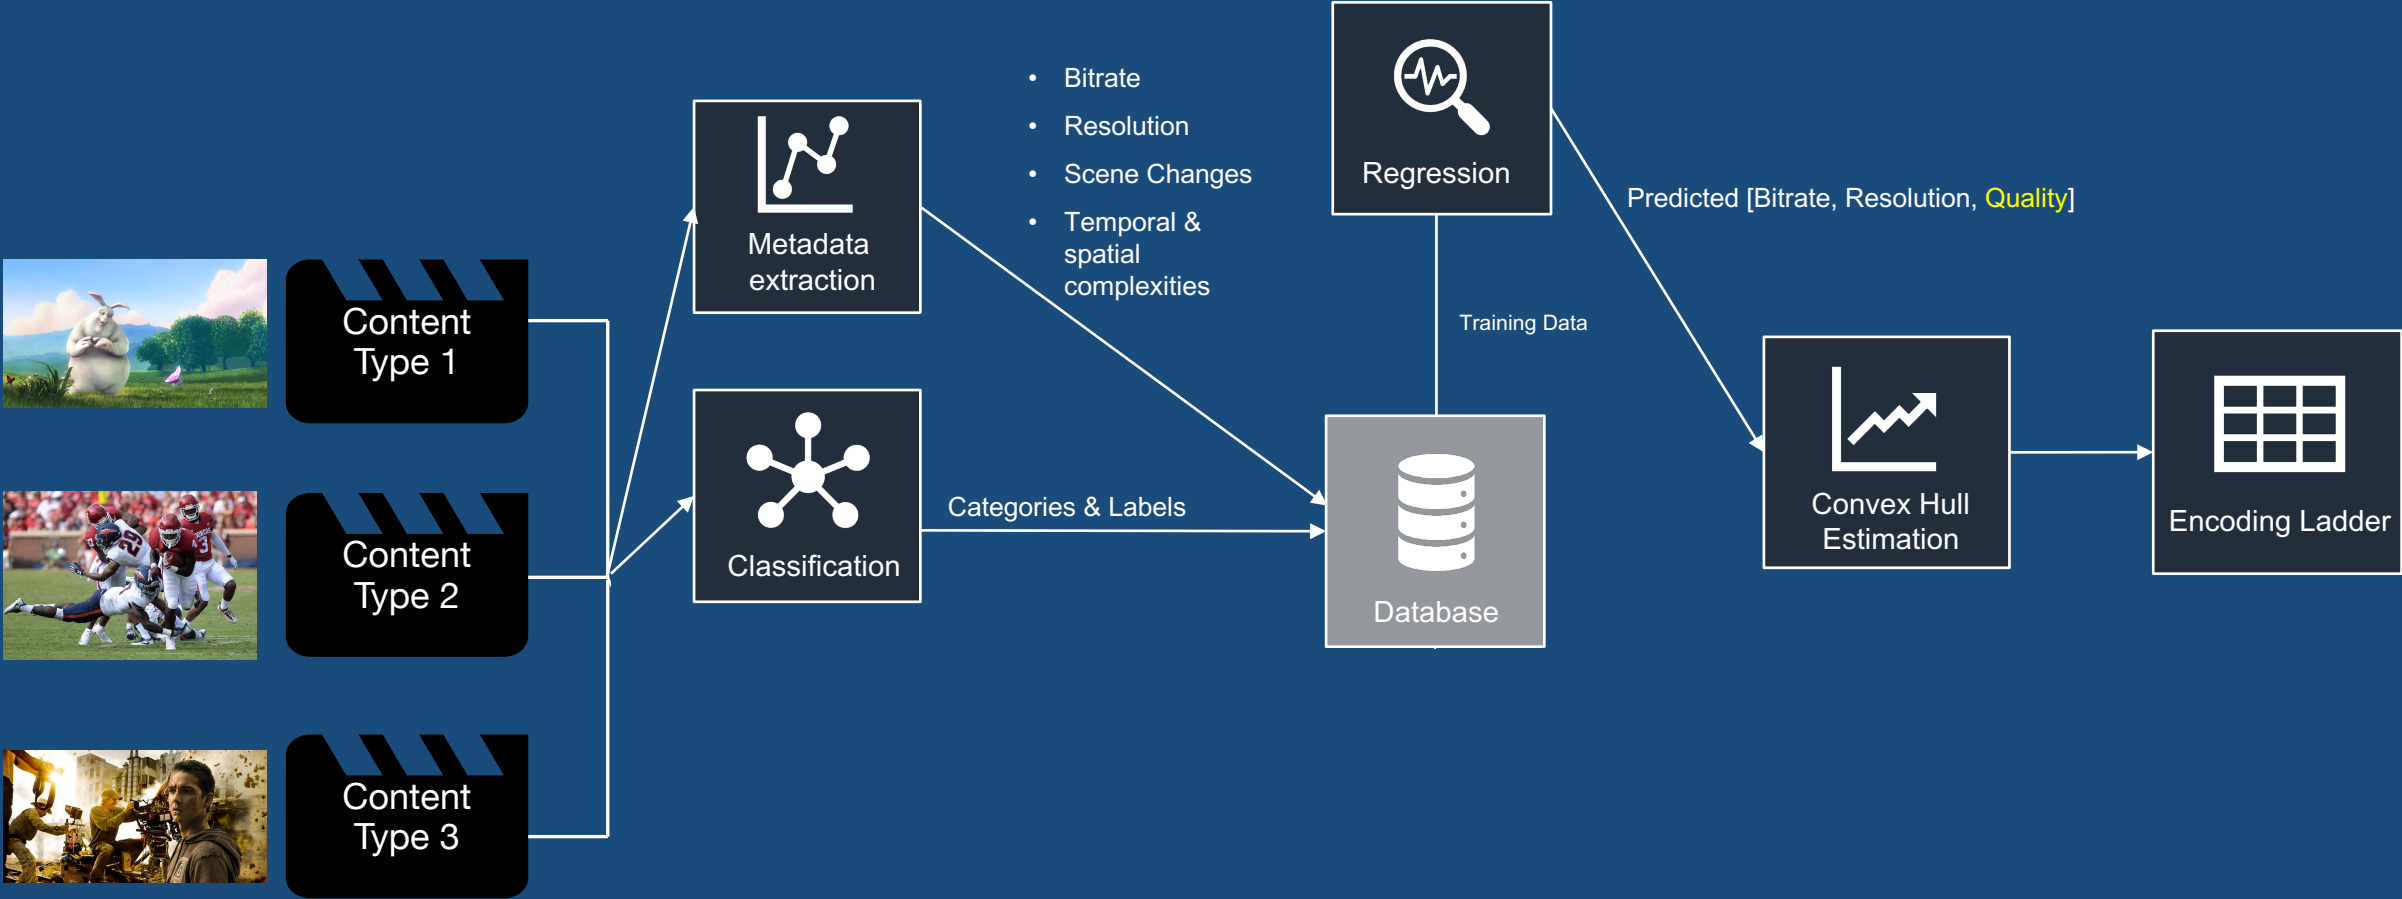 Content
Type 1
Content
Type 2
Content
Type 3
Metadata
extraction
Classification
• Bitrate
• Resolution
• Scene Changes
• Temporal &
spatial
complexities
Categories & Labels
Regression
Training Data
Database
Predicted [Bitrate, Resolution, Quality]
Convex Hull
Estimation
Encoding Ladder